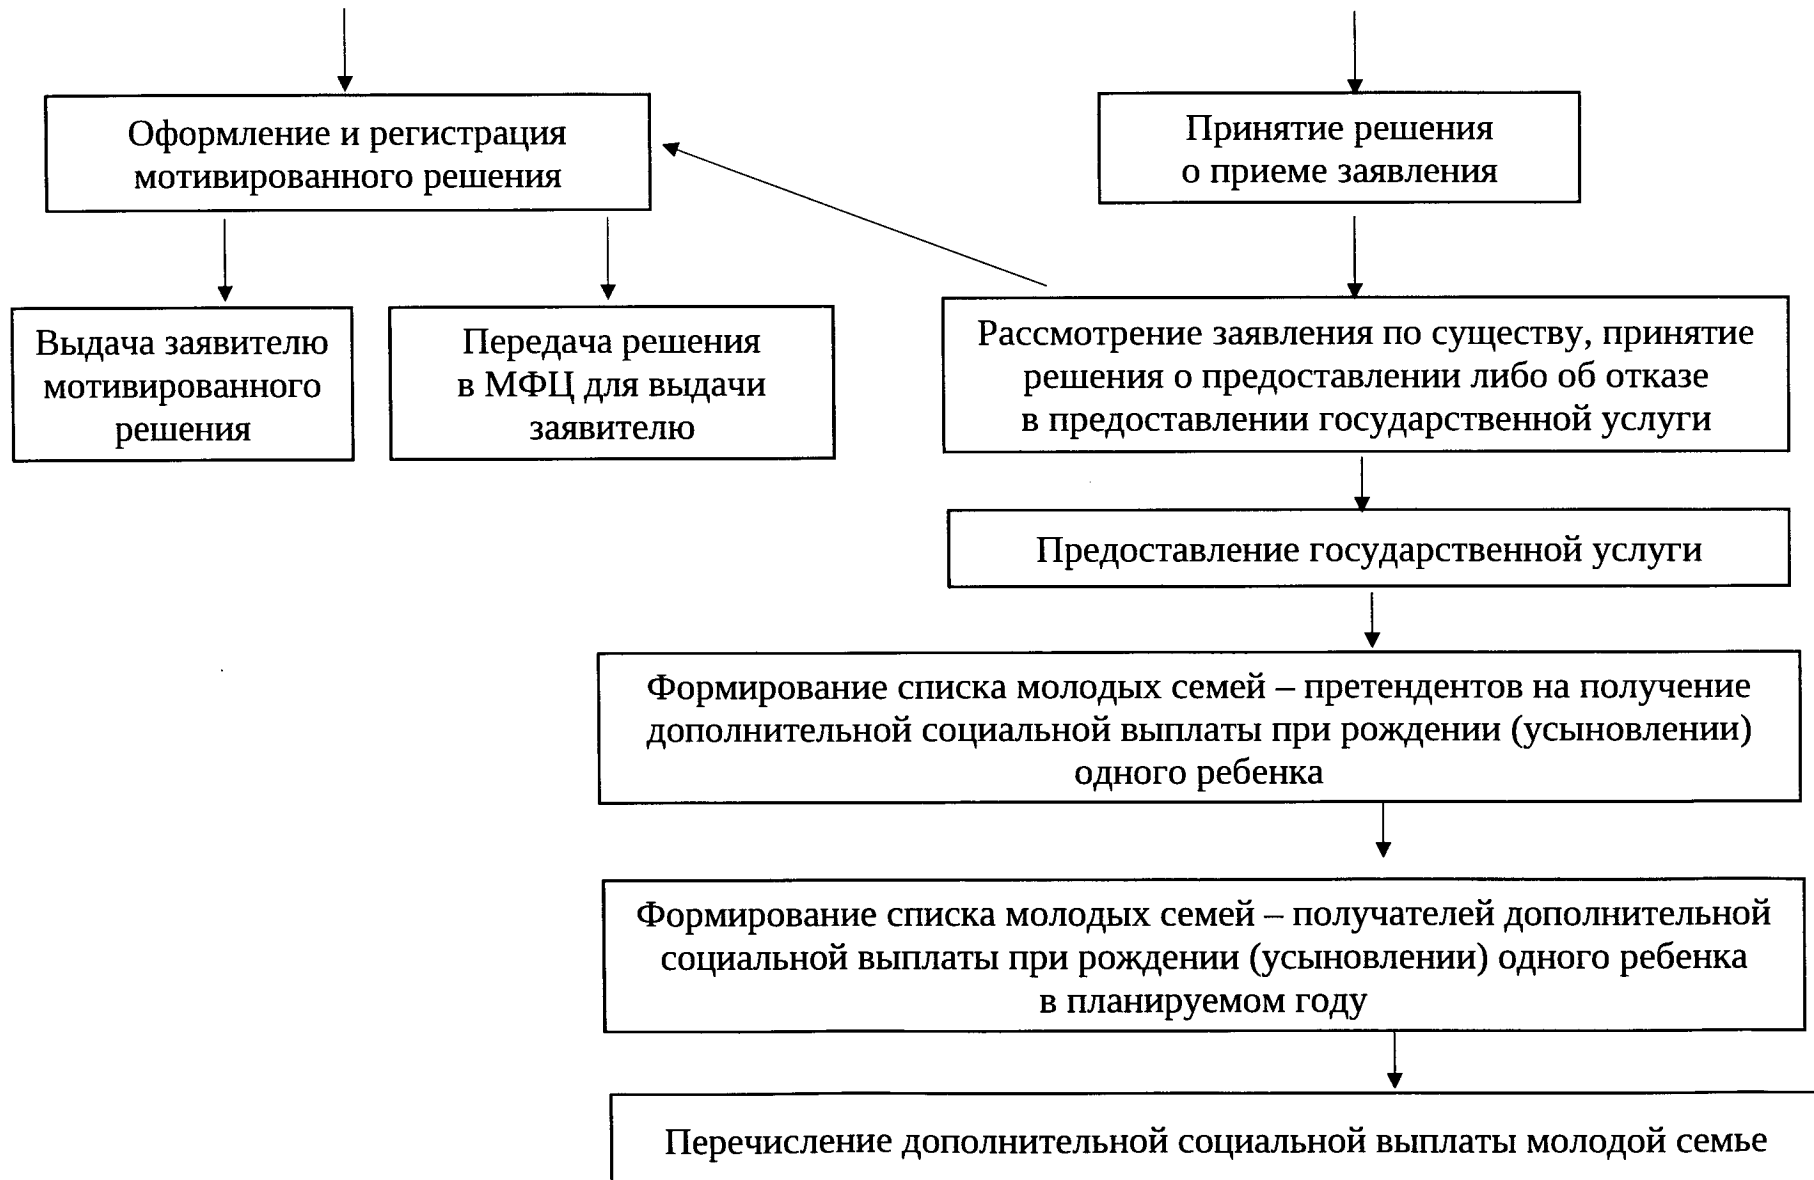 Оформление и регистрация
мотивированного решения
Принятие решения
о приеме заявления
Выдача заявителю
мотивированного
решения
Передача решения
в МФЦ для выдачи
заявителю
Рассмотрение заявления по существу, принятие
решения о предоставлении либо об отказе
в предоставлении государственной услуги
Предоставление государственной услуги
Формирование списка молодых семей – претендентов на получение
дополнительной социальной выплаты при рождении (усыновлении)
одного ребенка
Формирование списка молодых семей – получателей дополнительной
социальной выплаты при рождении (усыновлении) одного ребенка
в планируемом году
Перечисление дополнительной социальной выплаты молодой семье